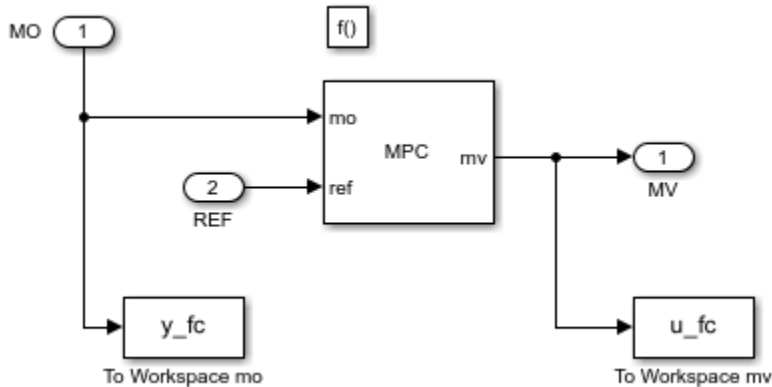 MO
1
f()
mo
MPC
mv
ref
2
REF
1
MV
y_fc
To Workspace mo
u_fc
To Workspace mv